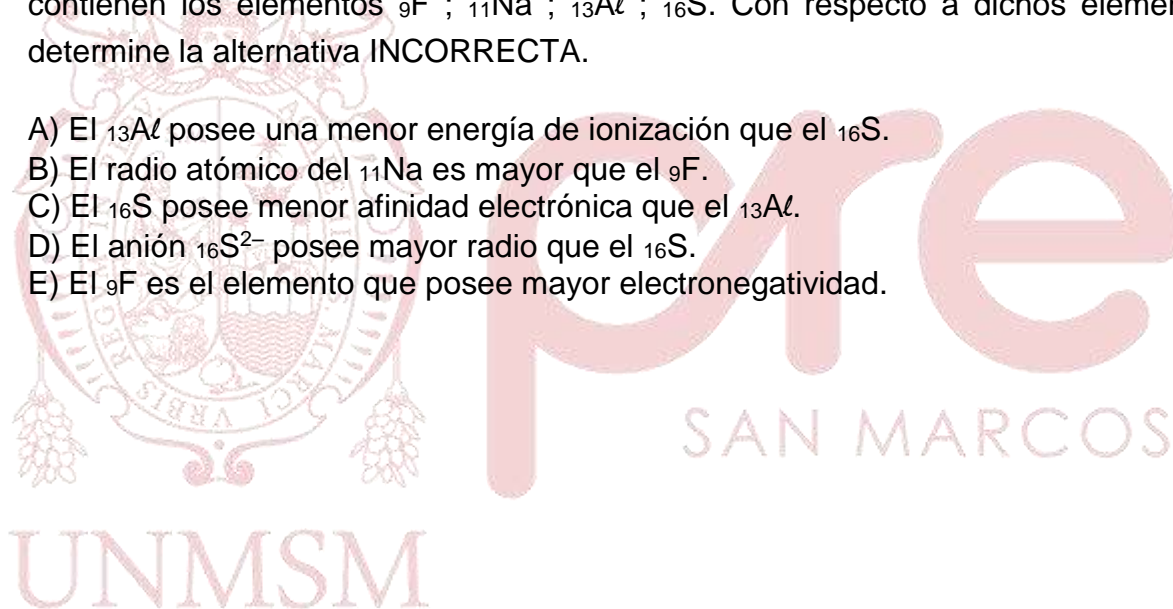 contienen los elementos ₉F ; ₁₁Na ; ₁₃Aℓ ; ₁₆S. Con respecto a dichos
determine la alternativa INCORRECTA.
A) El ₁₃Aℓ posee una menor energía de ionización que el ₁₆S.
B) El radio atómico del ₁₁Na es mayor que el ₉F.
C) El ₁₆S posee menor afinidad electrónica que el ₁₃Aℓ.
D) El anión ₁₆S²⁻ posee mayor radio que el ₁₆S.
E) El ₉F es el elemento que posee mayor electronegatividad.
pre
SAN MARCOS
UNMSM